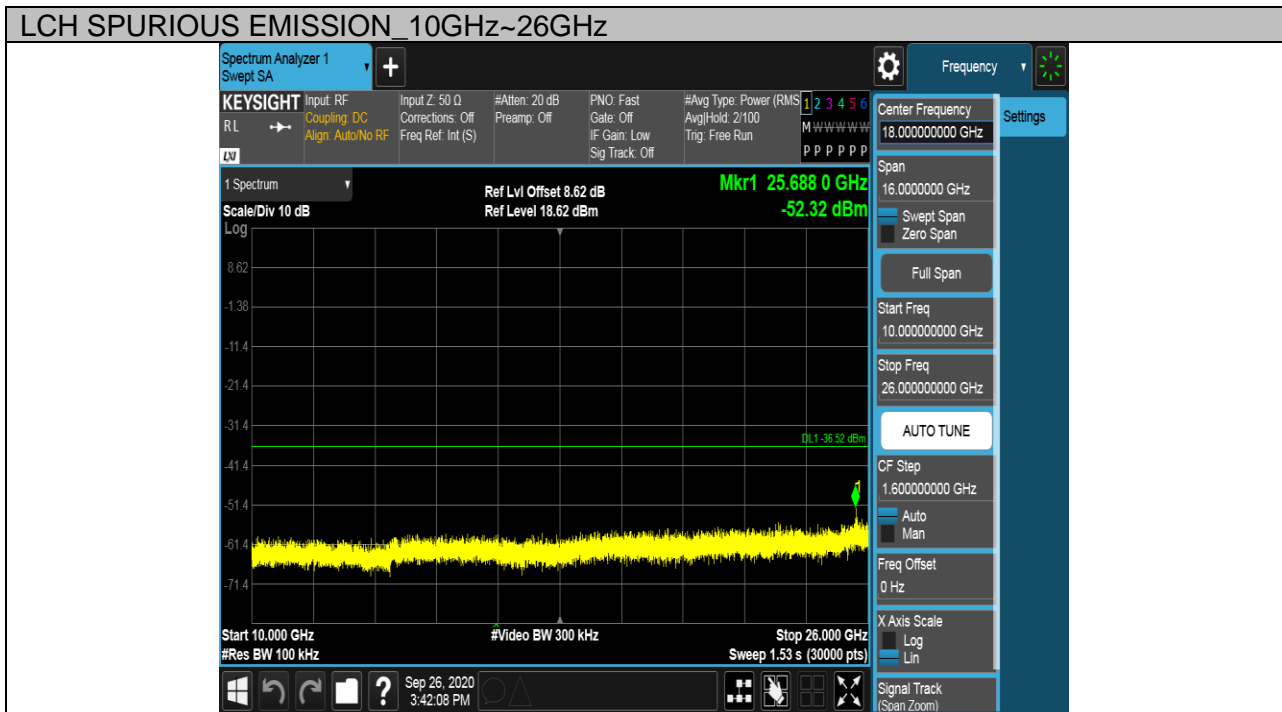 LCH SPURIOUS EMISSION_10GHz~26GHz
Spectrum Analyzer 1
Swept SA
Frequency
KEYSIGHT
RL
LXI
Input: RF
Coupling: DC
Align: Auto/No RF
Input Z: 50 Ω
Corrections: Off
Freq Ref: Int (S)
#Atten: 20 dB
Preamp: Off
PNO: Fast
Gate: Off
IF Gain: Low
Sig Track: Off
#Avg Type: Power (RMS
Avg|Hold: 2/100
Trig: Free Run
1 2 3 4 5 6
M W W W W W
P P P P P P
1 Spectrum
Scale/Div 10 dB
Ref Lvl Offset 8.62 dB
Ref Level 18.62 dBm
Mkr1 25.688 0 GHz
-52.32 dBm
Log
8.62
-1.38
-11.4
-21.4
-31.4
DL1 -36.52 dBm
-41.4
1
-51.4
-61.4
-71.4
Start 10.000 GHz
#Res BW 100 kHz
#Video BW 300 kHz
Stop 26.000 GHz
Sweep 1.53 s (30000 pts)
Sep 26, 2020
3:42:08 PM
?
Center Frequency
18.000000000 GHz
Span
16.0000000 GHz
Swept Span
Zero Span
Full Span
Start Freq
10.000000000 GHz
Stop Freq
26.000000000 GHz
AUTO TUNE
CF Step
1.600000000 GHz
Auto
Man
Freq Offset
0 Hz
X Axis Scale
Log
Lin
Signal Track
(Span Zoom)
Settings